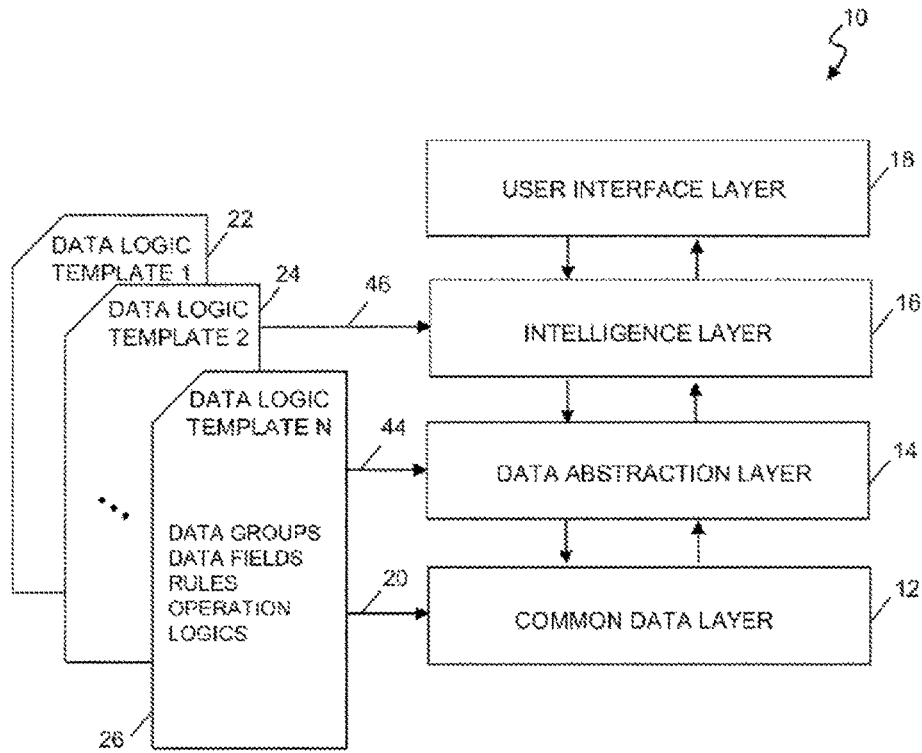 10
USER INTERFACE LAYER
18
22
DATA LOGIC
TEMPLATE 1
24
DATA LOGIC
TEMPLATE 2
46
INTELLIGENCE LAYER
16
DATA LOGIC
TEMPLATE N
44
DATA ABSTRACTION LAYER
14
DATA GROUPS
DATA FIELDS
RULES
OPERATION
LOGICS
20
COMMON DATA LAYER
12
26